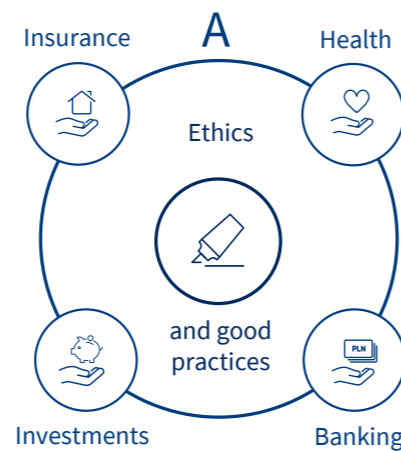 A
Insurance
Health
Ethics
and good
practices
PLN
Investments
Banking